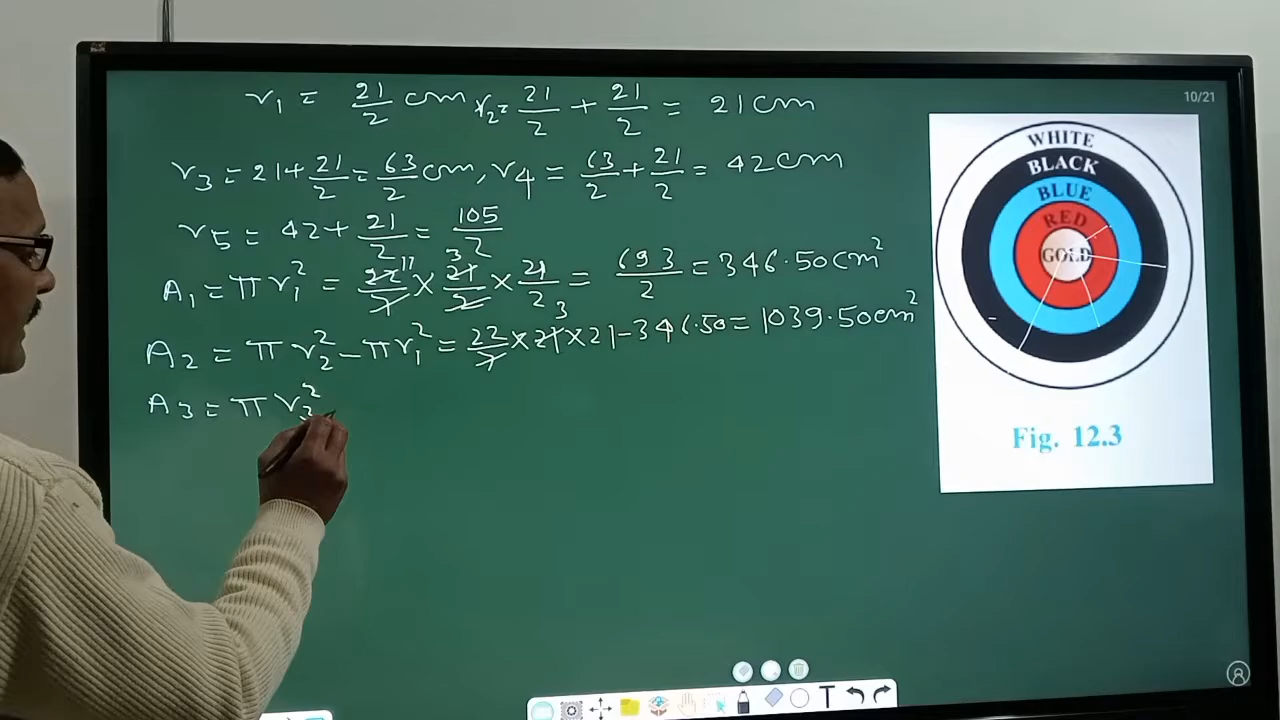 r₁ = 21/2 cm r₂ = 21/2 + 21/2 = 21 cm
r₃ = 21 + 21/2 = 63/2 cm, r₄ = 63/2 + 21/2 = 42 cm
r₅ = 42 + 21/2 = 105/2
A₁ = πr₁² = 22/7 11 × 21/2 3 × 21/2 3 = 693/2 = 346.50 cm²
A₂ = πr₂² − πr₁² = 22/7 × 21 × 21 − 346.50 = 1039.50 cm²
A₃ = πr₃²
10/21
WHITE
BLACK
BLUE
RED
GOLD
Fig. 12.3
T